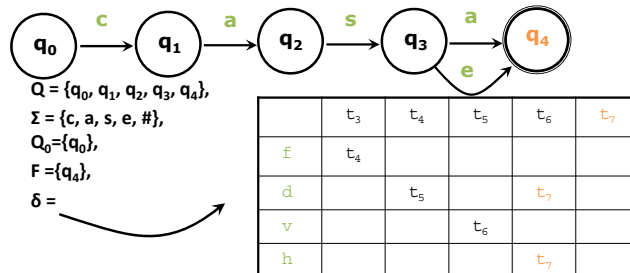 c a s a
q0 q1 q2 q3 q4
e
Q = {q0, q1, q2, q3, q4},
Σ = {c, a, s, e, #},
Q0={q0},
F ={q4},
δ =
t3 t4 t5 t6 t7
f t4
d t5 t7
v t6
h t7